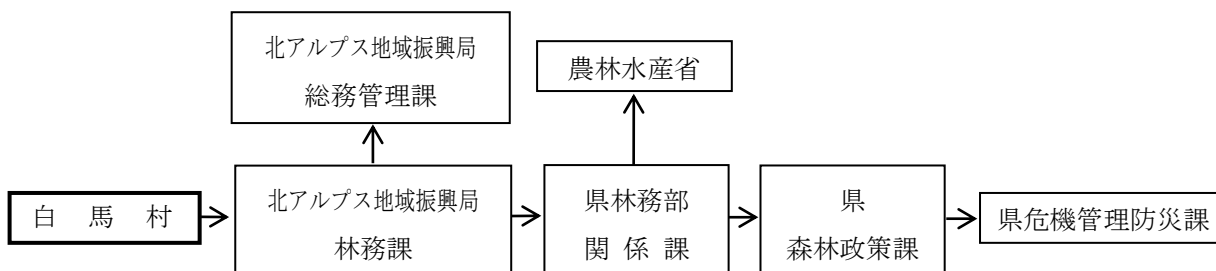 北アルプス地域振興局
総務管理課
農林水産省
白 馬 村
北アルプス地域振興局
林務課
県林務部
関 係 課
県
森林政策課
県危機管理防災課